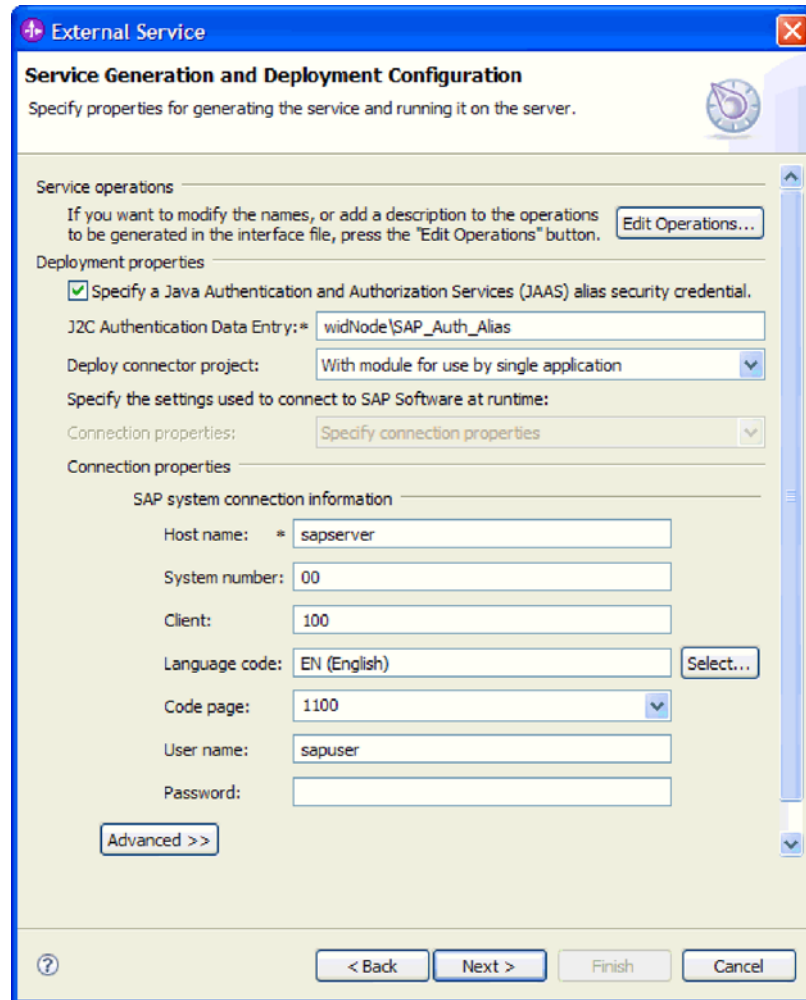 External Service
Service Generation and Deployment Configuration
Specify properties for generating the service and running it on the server.
Service operations
If you want to modify the names, or add a description to the operations
to be generated in the interface file, press the "Edit Operations" button.
Edit Operations...
Deployment properties
Specify a Java Authentication and Authorization Services (JAAS) alias security credential.
J2C Authentication Data Entry:* widNode\SAP_Auth_Alias
Deploy connector project: With module for use by single application
Specify the settings used to connect to SAP Software at runtime:
Connection properties: Specify connection properties
Connection properties
SAP system connection information
Host name: * sapserver
System number: 00
Client: 100
Language code: EN (English) Select...
Code page: 1100
User name: sapuser
Password:
Advanced >>
? < Back Next > Finish Cancel